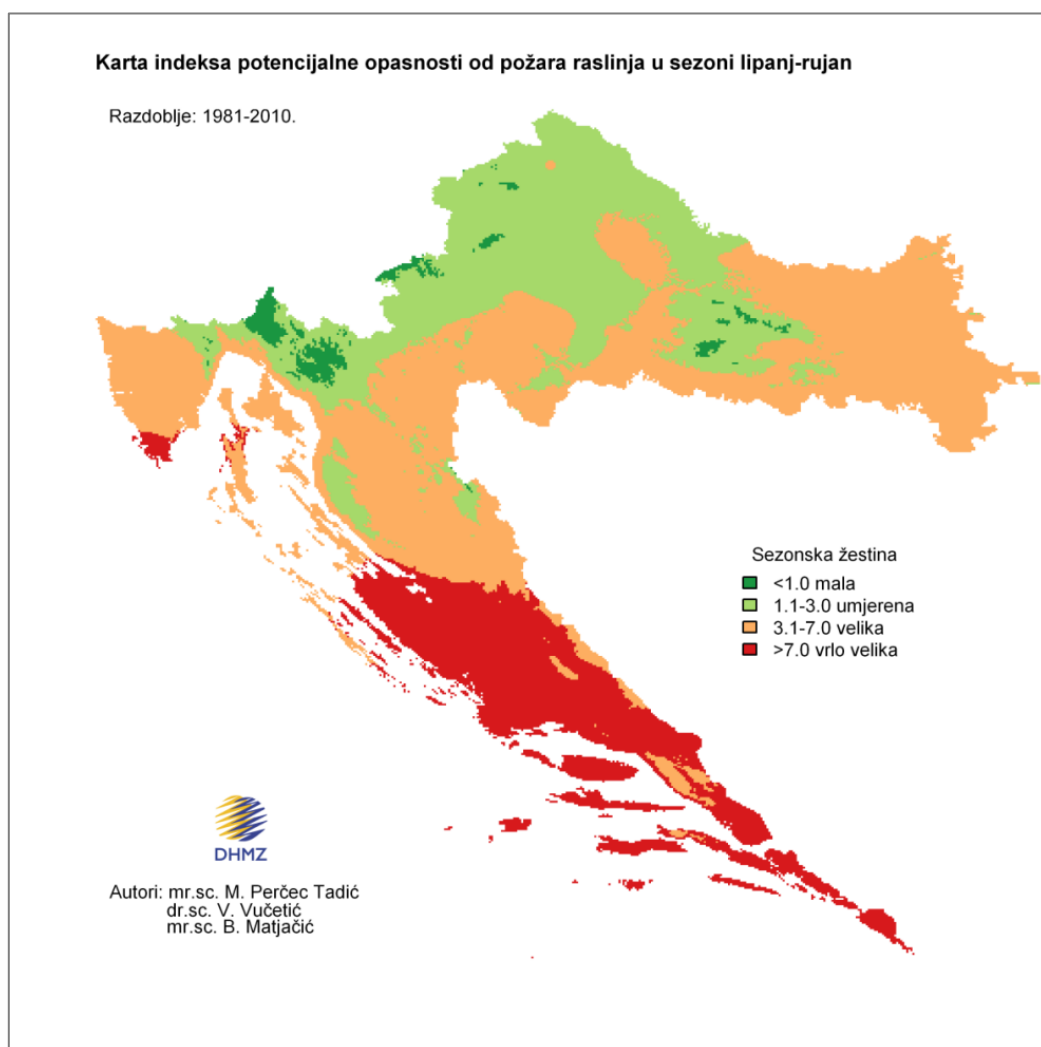 Karta indeksa potencijalne opasnosti od požara raslinja u sezoni lipanj-rujan
Razdoblje: 1981-2010.
Sezonska žestina
<1.0 mala
1.1-3.0 umjerena
3.1-7.0 velika
>7.0 vrlo velika
DHMZ
Autori: mr.sc. M. Perčec Tadić
dr.sc. V. Vučetić
mr.sc. B. Matjačić